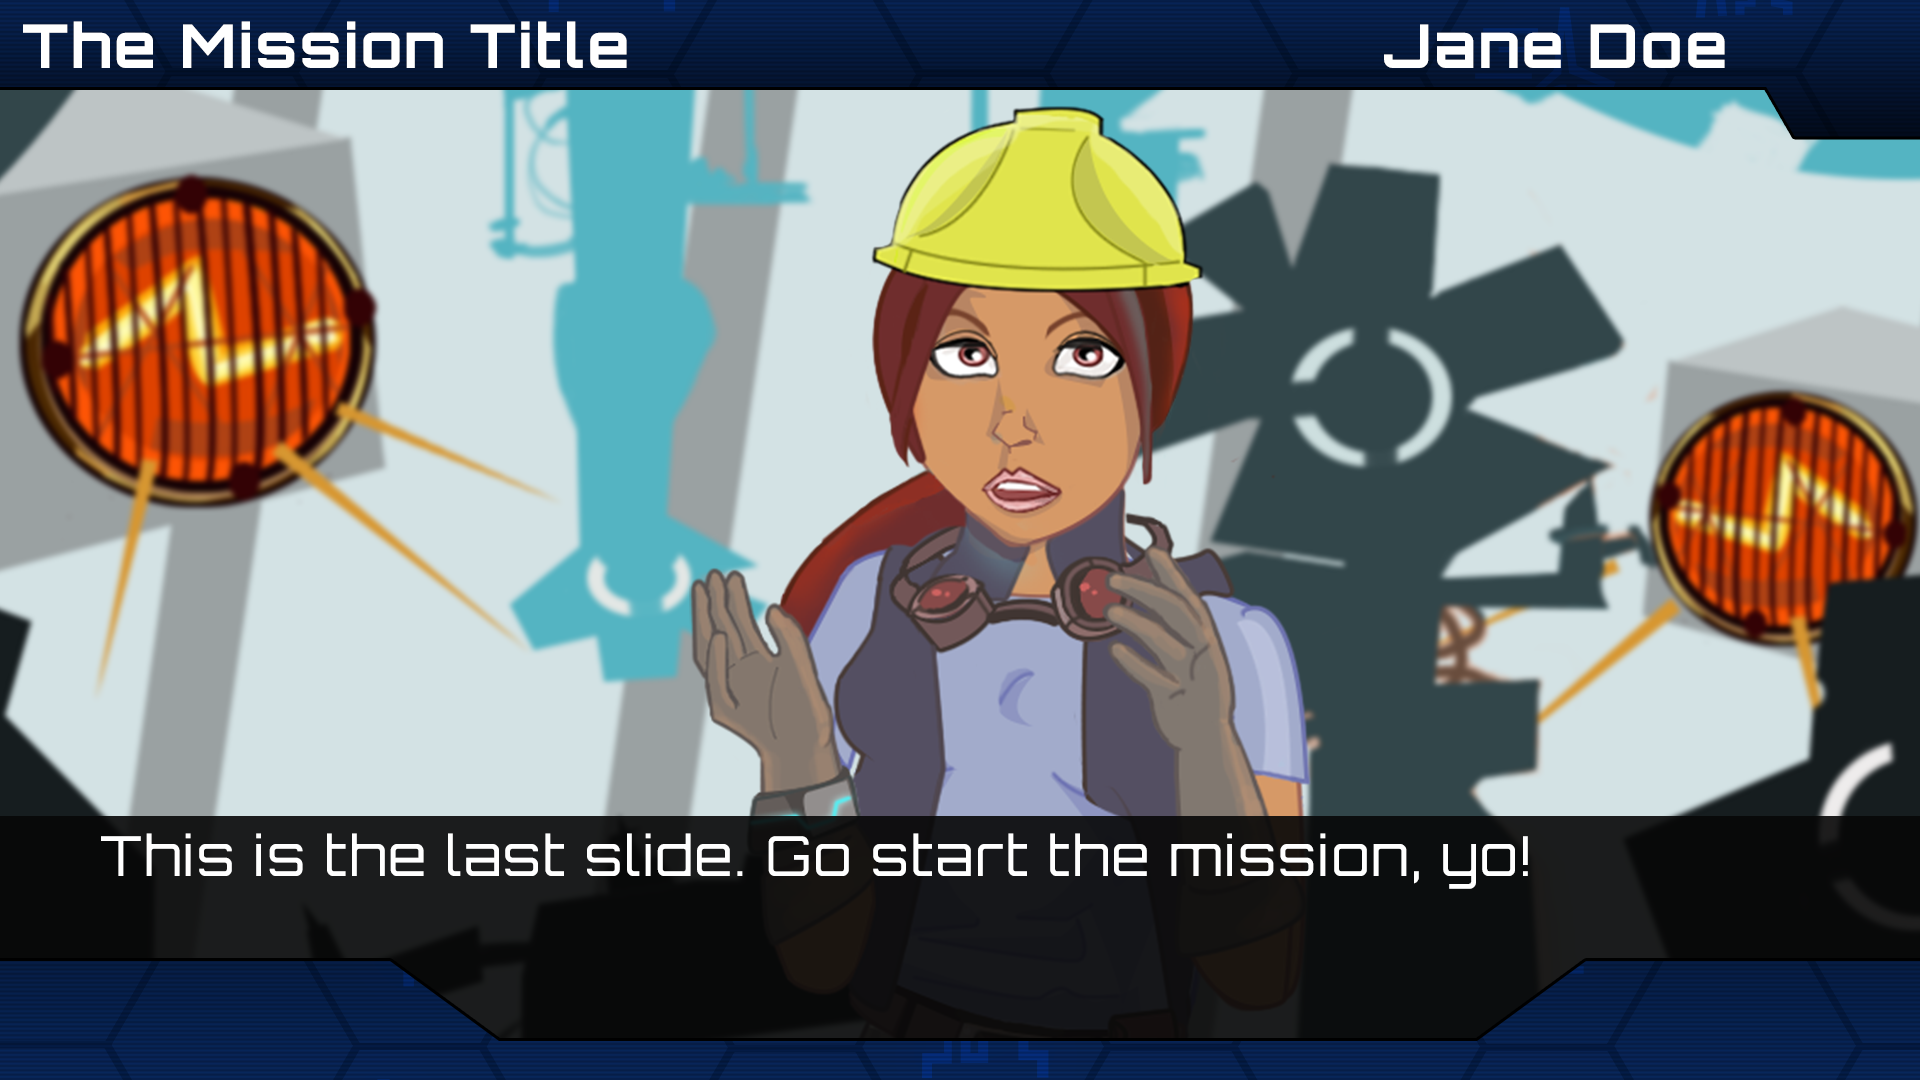 The Mission Title
Jane Doe
This is the last slide. Go start the mission, yo!